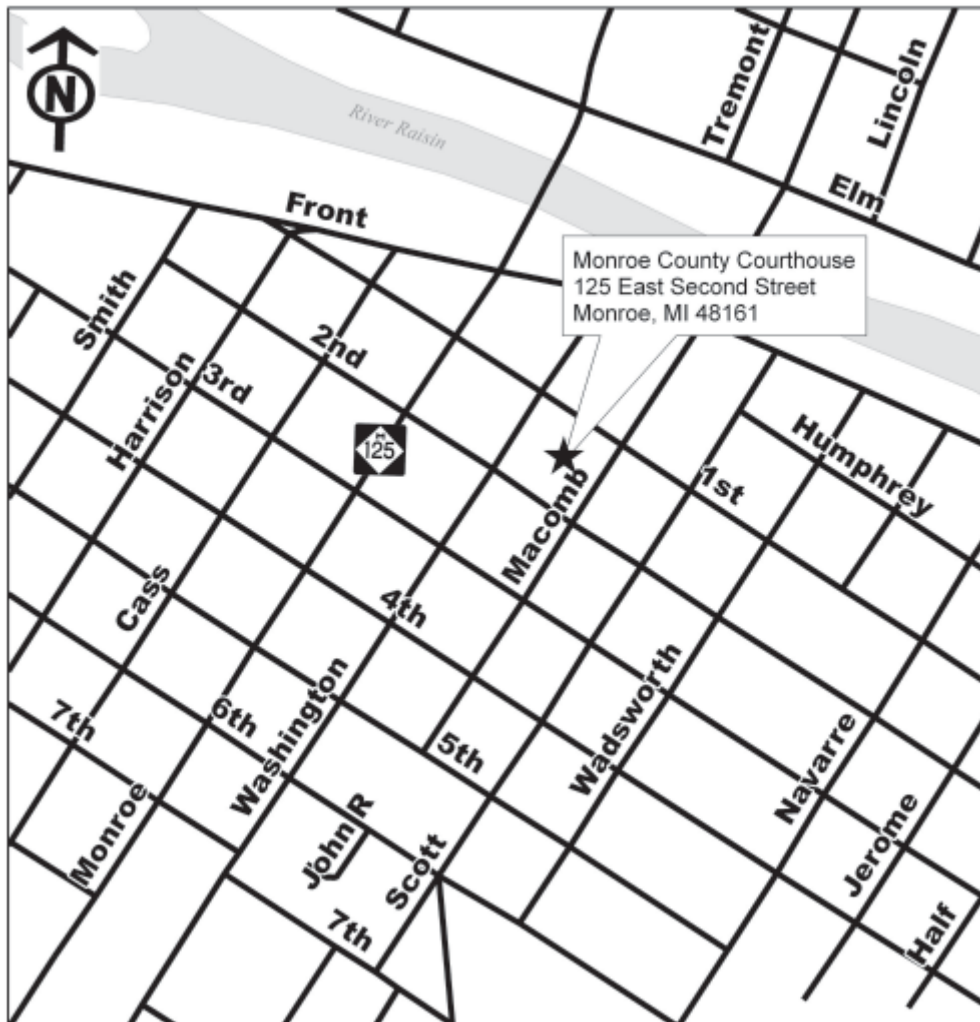 N
River Raisin
Tremont
Lincoln
Elm
Front
Monroe County Courthouse
125 East Second Street
Monroe, MI 48161
Smith
2nd
Harrison
3rd
M
125
Humphrey
1st
Macomb
Cass
4th
Washington
Wadsworth
7th
6th
5th
Navarre
Monroe
John R
Scott
Jerome
7th
Half